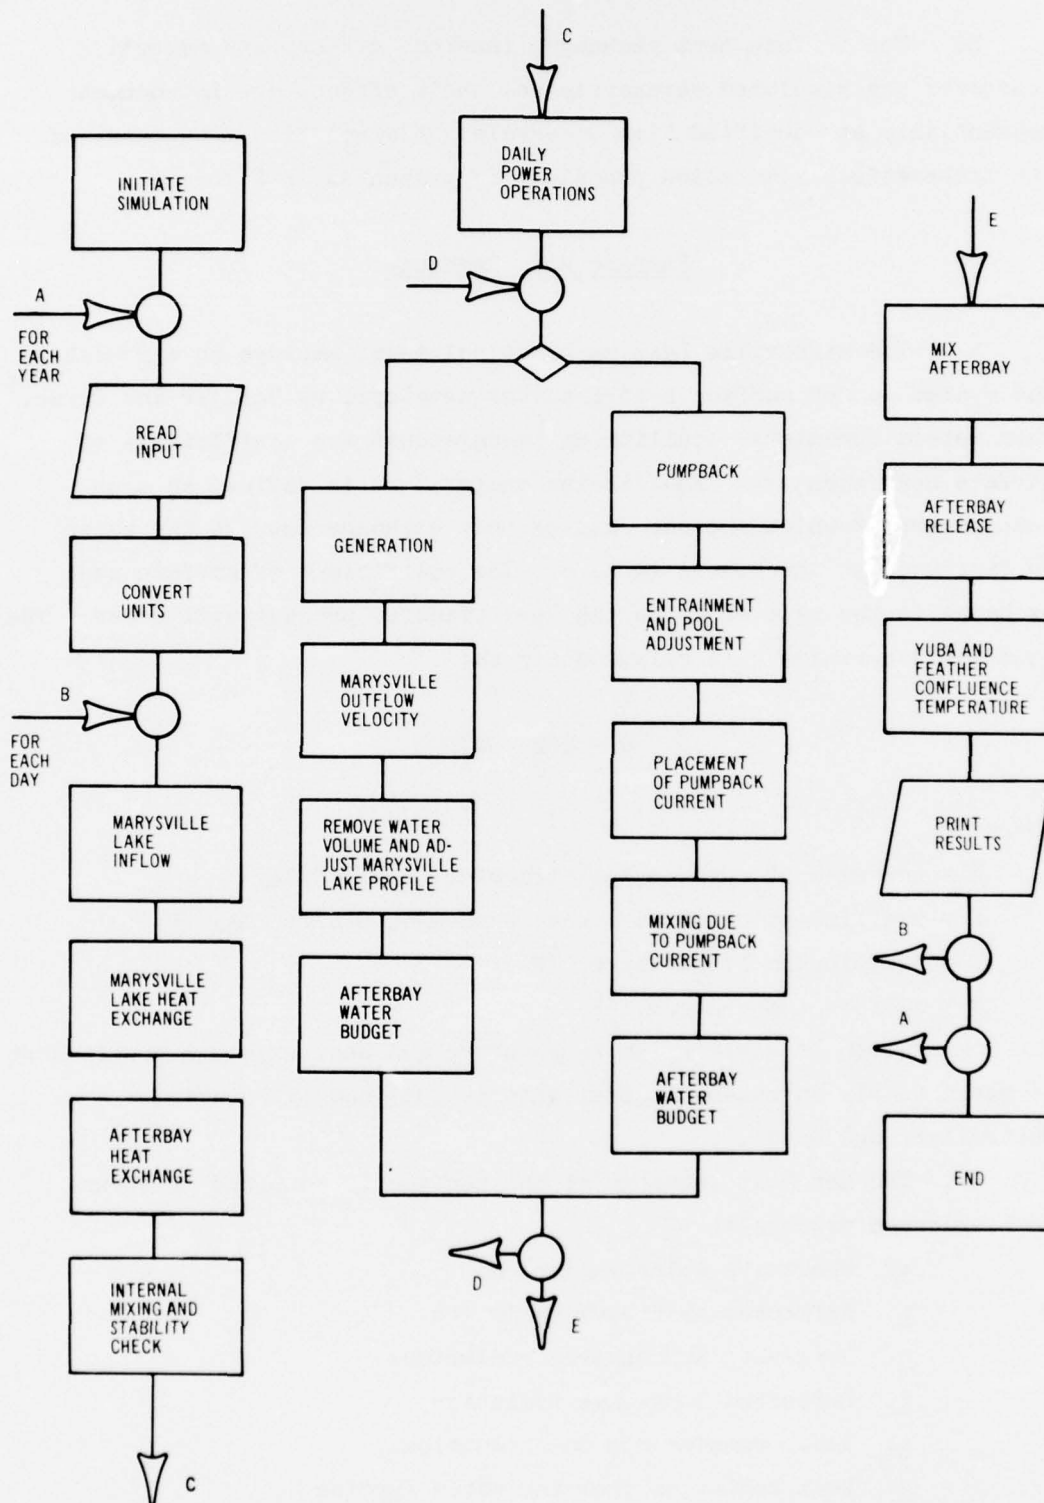 INITIATE
SIMULATION
A
FOR
EACH
YEAR
READ
INPUT
CONVERT
UNITS
B
FOR
EACH
DAY
MARYSVILLE
LAKE
INFLOW
MARYSVILLE
LAKE HEAT
EXCHANGE
AFTERBAY
HEAT
EXCHANGE
INTERNAL
MIXING AND
STABILITY
CHECK
C
C
DAILY
POWER
OPERATIONS
D
GENERATION
MARYSVILLE
OUTFLOW
VELOCITY
REMOVE WATER
VOLUME AND AD-
JUST MARYSVILLE
LAKE PROFILE
AFTERBAY
WATER
BUDGET
PUMPBACK
ENTRAINMENT
AND POOL
ADJUSTMENT
PLACEMENT
OF PUMPBACK
CURRENT
MIXING DUE
TO PUMPBACK
CURRENT
AFTERBAY
WATER
BUDGET
D
E
E
MIX
AFTERBAY
AFTERBAY
RELEASE
YUBA AND
FEATHER
CONFLUENCE
TEMPERATURE
PRINT
RESULTS
B
A
END